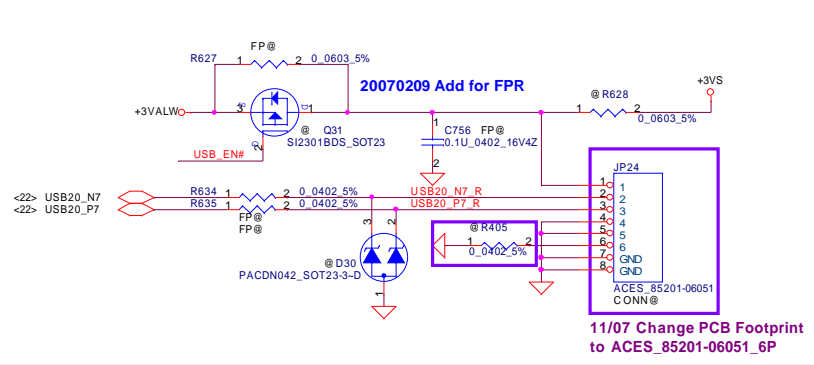 FP@
R627 1 2 0_0603_5%
20070209 Add for FPR
+3VS
@ R628
+3VALW 3 S D 1
1 2
0_0603_5%
@ Q31
SI2301BDS_SOT23
G 2
USB_EN#
1
C756 FP@
0.1U_0402_16V4Z
2
JP24
<22> USB20_N7 R634 1 2 0_0402_5% USB20_N7_R
<22> USB20_P7 R635 1 2 0_0402_5% USB20_P7_R
FP@
FP@
1 1
2 2
3 3
4 4
5 5
6 6
7 GND
8 GND
@ R405
1 2
0_0402_5%
3 2
@ D30
PACDN042_SOT23-3~D
1
ACES_85201-06051
CONN@
11/07 Change PCB Footprint
to ACES_85201-06051_6P